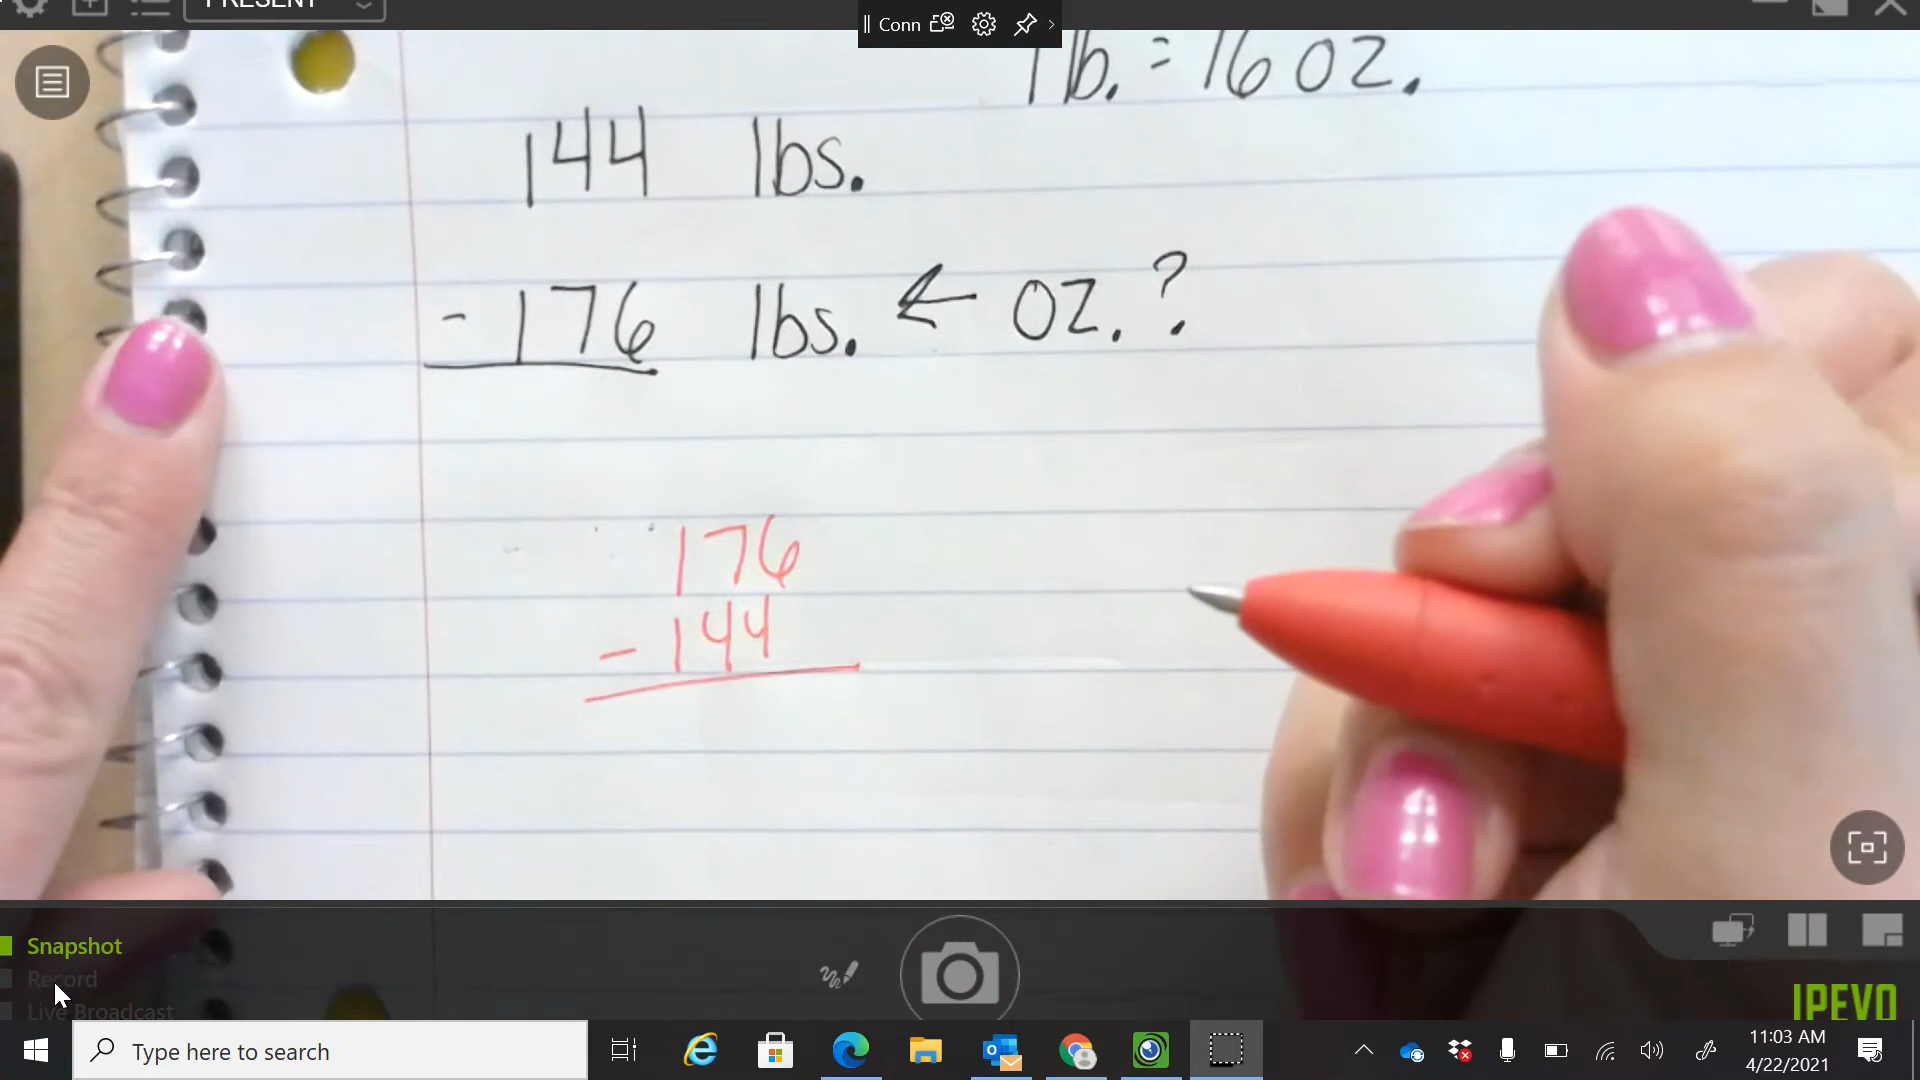 PRESENT
Conn
1 lb. = 16 oz.
144 lbs.
- 176 lbs. ← oz. ?
176
- 144
Snapshot
Record
Live Broadcast
IPEVO
Type here to search
11:03 AM
4/22/2021